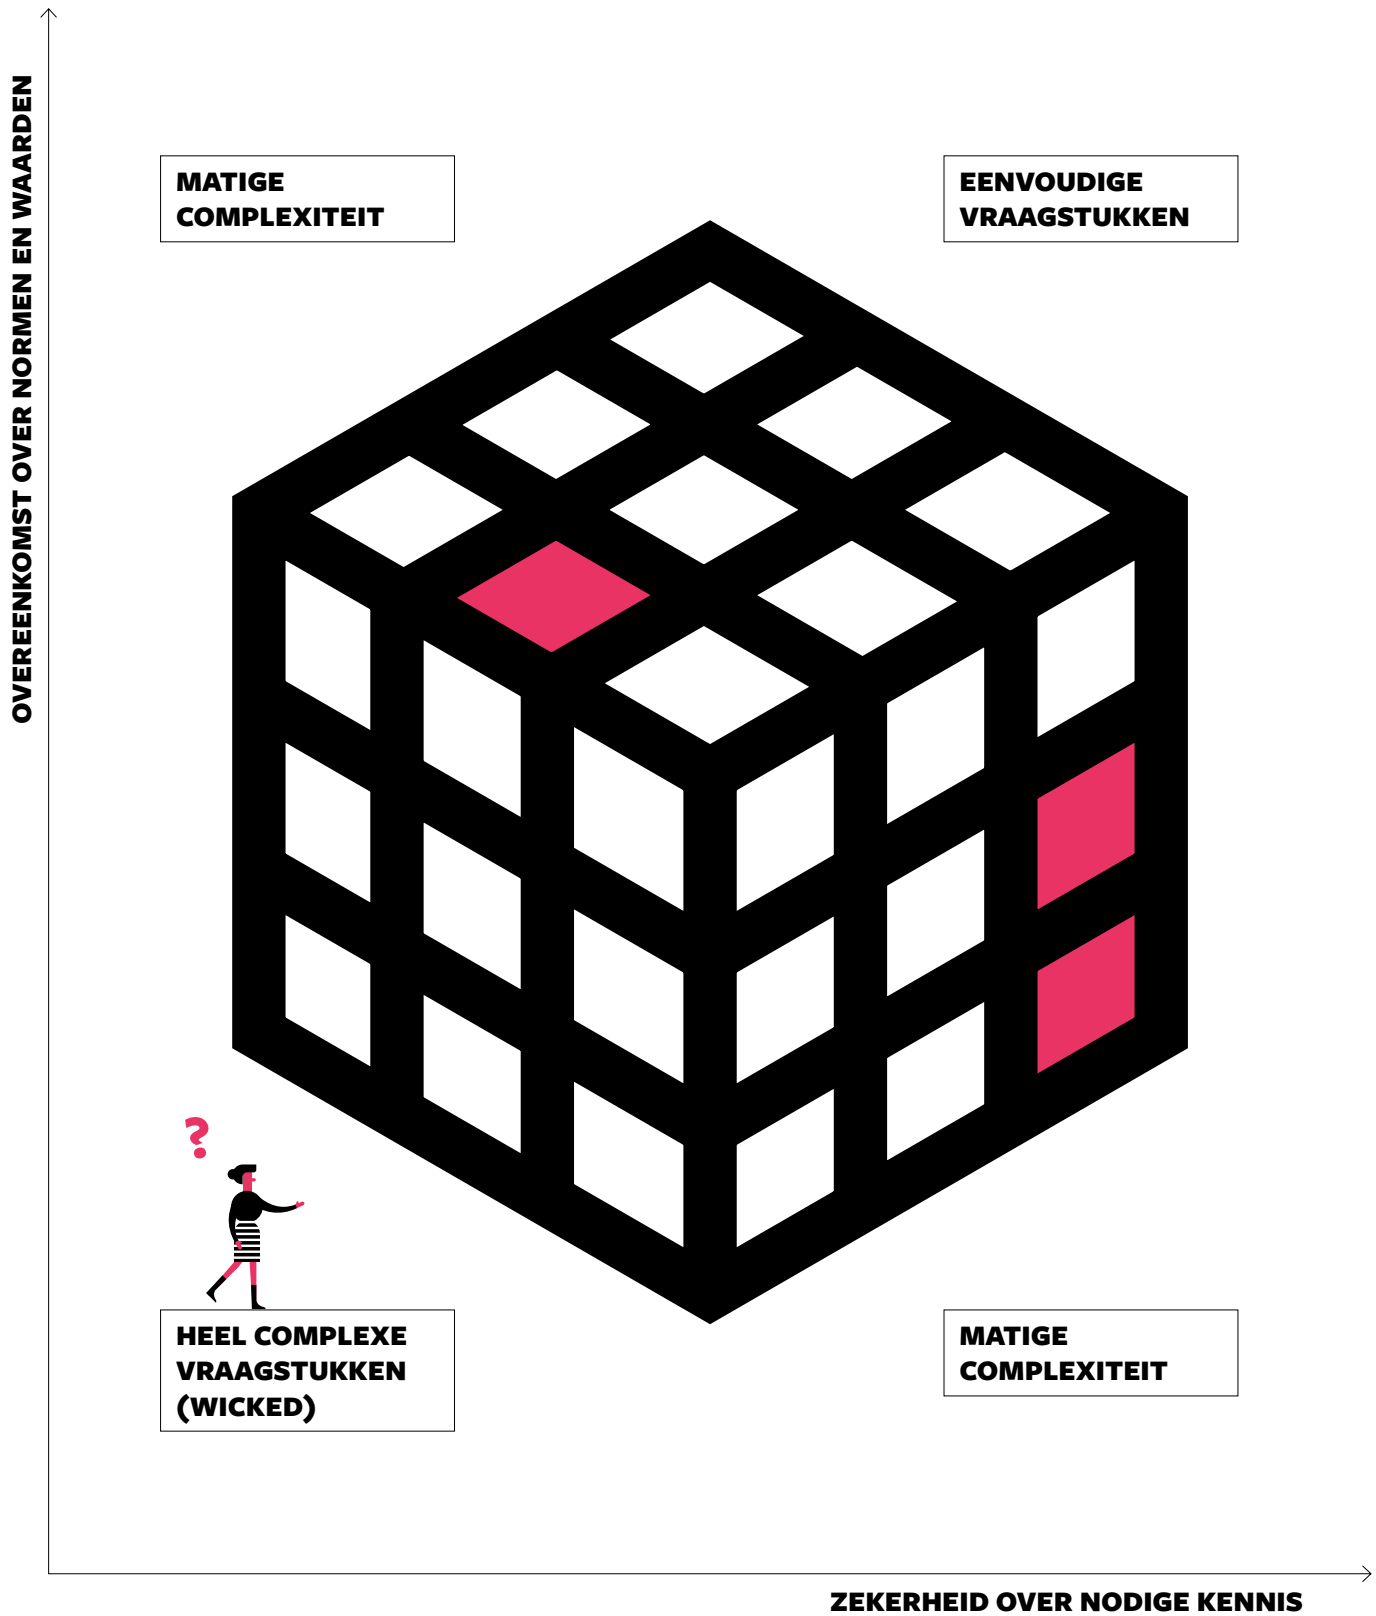 OVEREENKOMST OVER NORMEN EN WAARDEN
MATIGE
COMPLEXITEIT
EENVOUDIGE
VRAAGSTUKKEN
?
HEEL COMPLEXE
VRAAGSTUKKEN
(WICKED)
MATIGE
COMPLEXITEIT
ZEKERHEID OVER NODIGE KENNIS